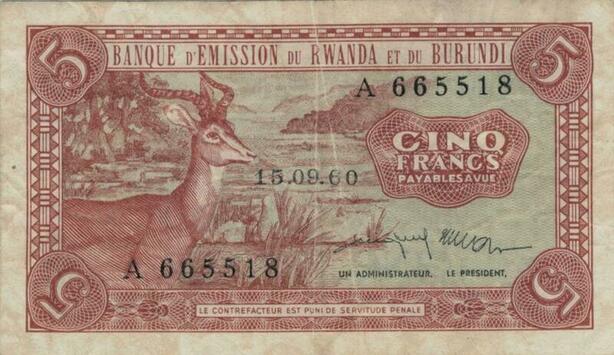 5 BANQUE D'EMISSION DU RWANDA ET DU BURUNDI 5
A 665518
CINQ
FRANCS
PAYABLES A VUE
15.09.60
A 665518
UN ADMINISTRATEUR, LE PRESIDENT,
5 5
LE CONTREFACTEUR EST PUNI DE SERVITUDE PENALE